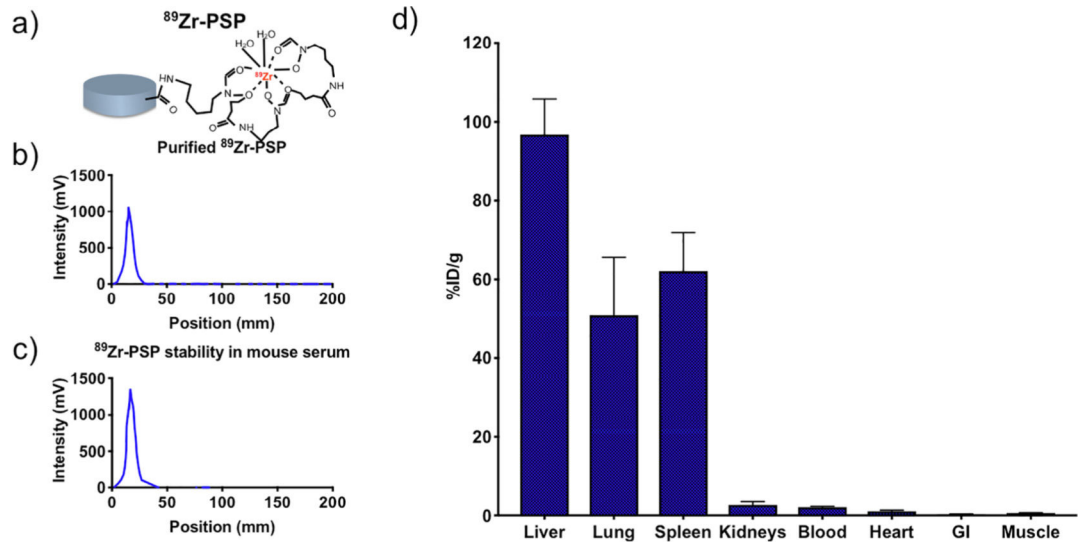 a)
⁸⁹Zr-PSP
H₂O
H₂O
O
N
O
⁸⁹Zr
HN
O
O
N
O
O
O
N
NH
O
O
NH
Purified ⁸⁹Zr-PSP
b)
Intensity (mV)
1500
1000
500
0
0 50 100 150 200
Position (mm)
c)
⁸⁹Zr-PSP stability in mouse serum
Intensity (mV)
1500
1000
500
0
0 50 100 150 200
Position (mm)
d)
%ID/g
120
100
80
60
40
20
0
Liver Lung Spleen Kidneys Blood Heart GI Muscle